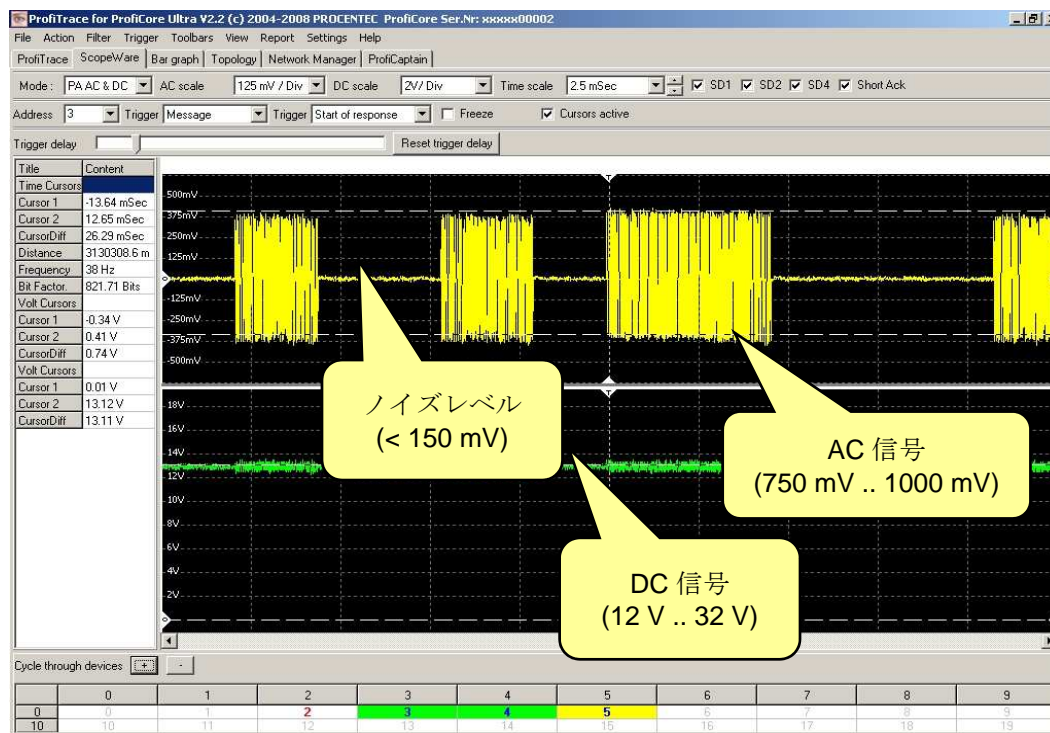 ProfiTrace for ProfiCore Ultra V2.2 (c) 2004-2008 PROCENTEC ProfiCore Ser.Nr: xxxxx00002
File Action Filter Trigger Toolbars View Report Settings Help
ProfiTrace ScopeWare Bar graph Topology Network Manager ProfiCaptain
Mode : PA AC & DC AC scale 125 mV / Div DC scale 2V/ Div Time scale 2.5 mSec SD1 SD2 SD4 Short Ack
Address 3 Trigger Message Trigger Start of response Freeze Cursors active
Trigger delay Reset trigger delay
Title Content
Time Cursors
Cursor 1 -13.64 mSec
Cursor 2 12.65 mSec
CursorDiff 26.29 mSec
Distance 3130308.6 m
Frequency 38 Hz
Bit Factor. 821.71 Bits
Volt Cursors
Cursor 1 -0.34 V
Cursor 2 0.41 V
CursorDiff 0.74 V
Volt Cursors
Cursor 1 0.01 V
Cursor 2 13.12 V
CursorDiff 13.11 V
T
500mV
375mV
250mV
125mV
-125mV
-250mV
-375mV
-500mV
ノイズレベル
(< 150 mV)
AC 信号
(750 mV .. 1000 mV)
T
18V
16V
14V
12V
10V
8V
6V
4V
2V
DC 信号
(12 V .. 32 V)
Cycle through devices + -
0 1 2 3 4 5 6 7 8 9
0 0 1 2 3 4 5 6 7 8 9
10 10 11 12 13 14 15 16 17 18 19